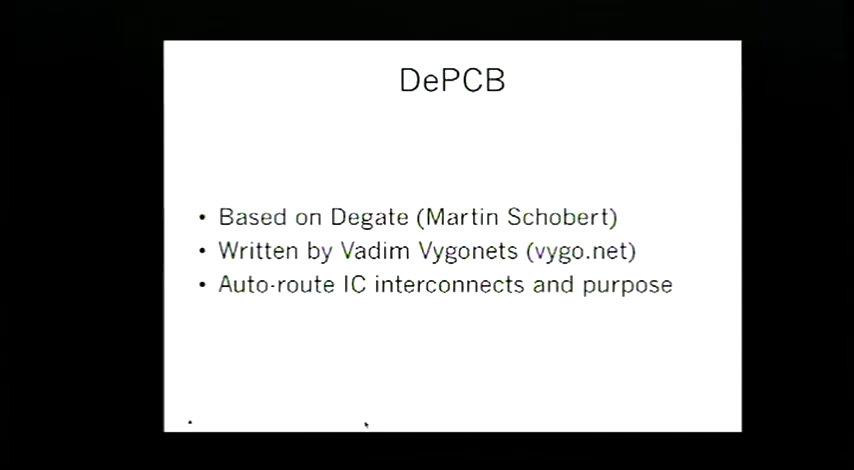 DePCB
• Based on Degate (Martin Schobert)
• Written by Vadim Vygonets (vygo.net)
• Auto-route IC interconnects and purpose